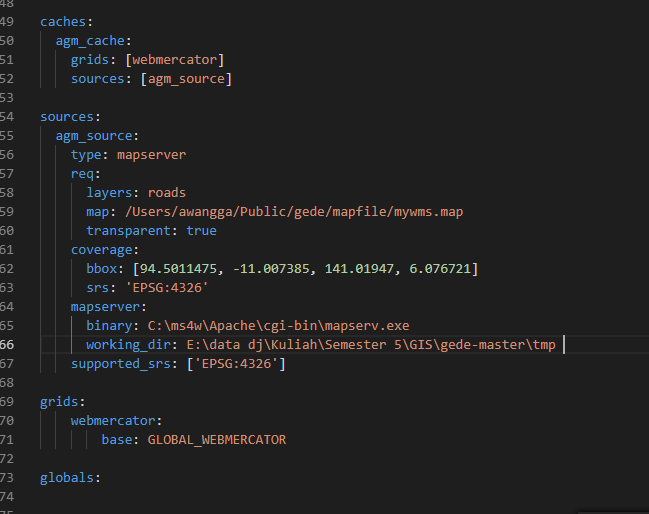 48
49 caches:
50 agm_cache:
51 grids: [webmercator]
52 sources: [agm_source]
53
54 sources:
55 agm_source:
56 type: mapserver
57 req:
58 layers: roads
59 map: /Users/awangga/Public/gede/mapfile/mywms.map
60 transparent: true
61 coverage:
62 bbox: [94.5011475, -11.007385, 141.01947, 6.076721]
63 srs: 'EPSG:4326'
64 mapserver:
65 binary: C:\ms4w\Apache\cgi-bin\mapserv.exe
66 working_dir: E:\data dj\Kuliah\Semester 5\GIS\gede-master\tmp
67 supported_srs: ['EPSG:4326']
68
69 grids:
70 webmercator:
71 base: GLOBAL_WEBMERCATOR
72
73 globals:
74